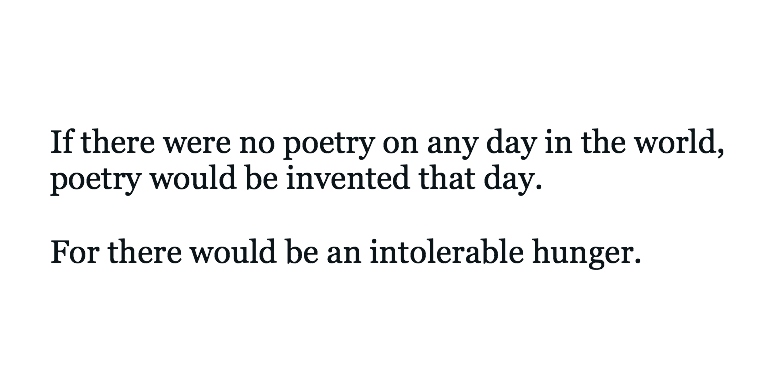 If there were no poetry on any day in the world,
poetry would be invented that day.
For there would be an intolerable hunger.